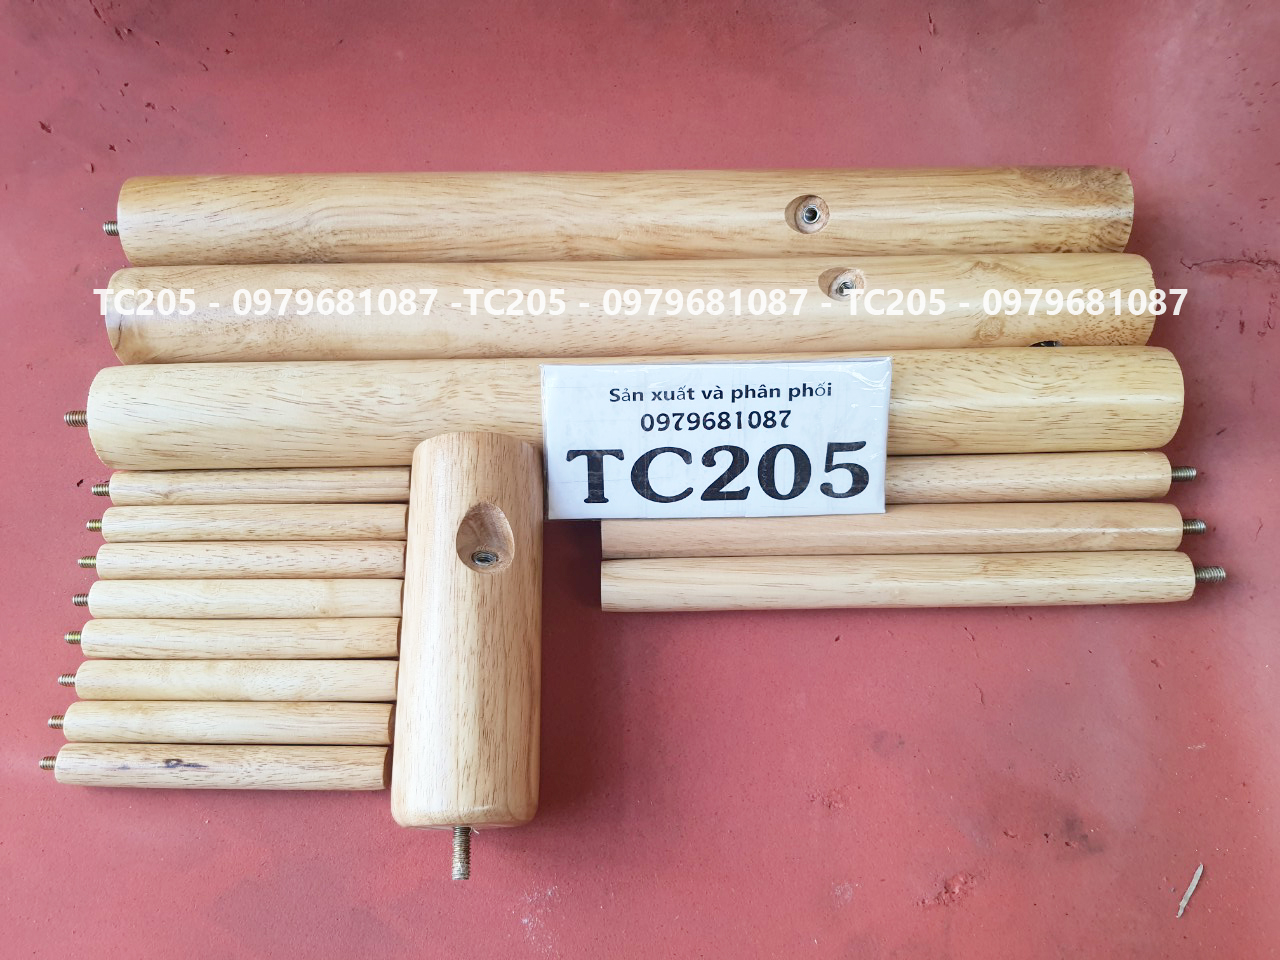 TC205 - 0979681087 -TC205 - 0979681087 - TC205 - 0979681087
Sản xuất và phân phối
0979681087
TC205